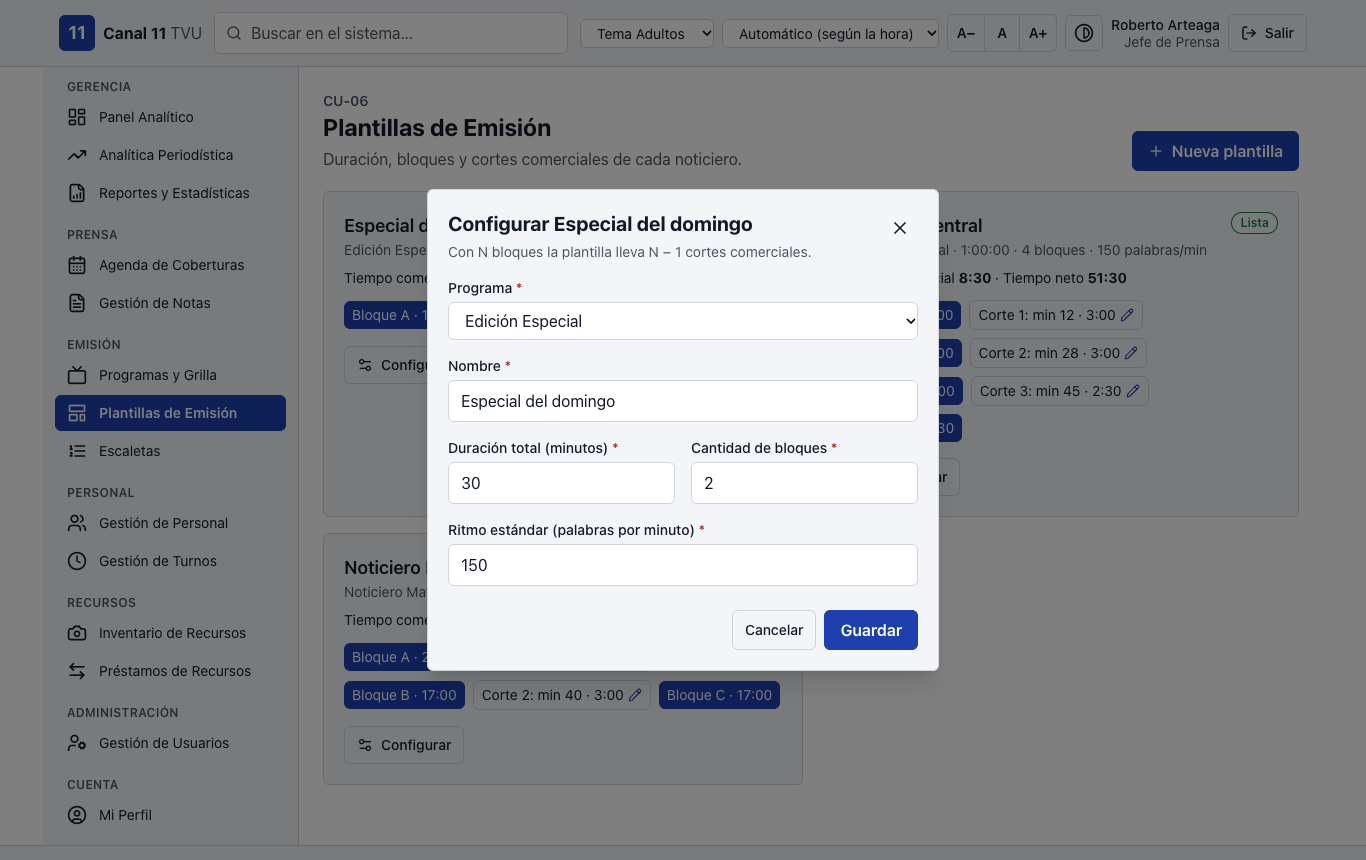 11 Canal 11 TVU
Buscar en el sistema...
Tema Adultos
Automático (según la hora)
A−
A
A+
Roberto Arteaga
Jefe de Prensa
Salir
GERENCIA
Panel Analítico
Analítica Periodística
Reportes y Estadísticas
PRENSA
Agenda de Coberturas
Gestión de Notas
EMISIÓN
Programas y Grilla
Plantillas de Emisión
Escaletas
PERSONAL
Gestión de Personal
Gestión de Turnos
RECURSOS
Inventario de Recursos
Préstamos de Recursos
ADMINISTRACIÓN
Gestión de Usuarios
CUENTA
Mi Perfil
CU-06
Plantillas de Emisión
Duración, bloques y cortes comerciales de cada noticiero.
Nueva plantilla
Especial
Edición
Tiempo
Bloque A ·
Lista
· 1:00:00 · 4 bloques · 150 palabras/min
8:30 · Tiempo neto 51:30
Corte 1: min 12 · 3:00
Corte 2: min 28 · 3:00
Corte 3: min 45 · 2:30
Configurar Especial del domingo
Con N bloques la plantilla lleva N − 1 cortes comerciales.
Programa *
Edición Especial
Nombre *
Especial del domingo
Duración total (minutos) *
Cantidad de bloques *
30
2
Ritmo estándar (palabras por minuto) *
150
Cancelar
Guardar
Noticiero
Noticiero
Tiempo
Bloque A ·
Bloque B · 17:00
Corte 2: min 40 · 3:00
Bloque C · 17:00
Configurar